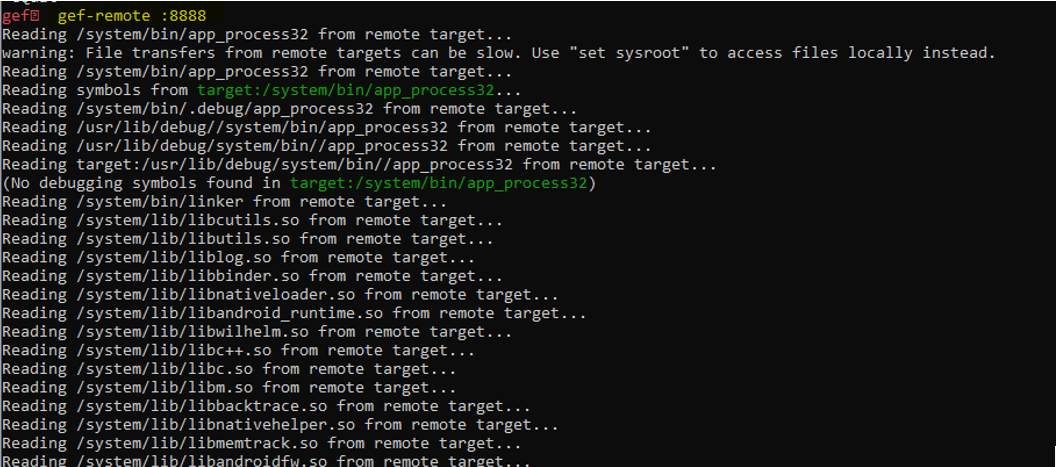 gef gef-remote :8888
Reading /system/bin/app_process32 from remote target...
warning: File transfers from remote targets can be slow. Use "set sysroot" to access files locally instead.
Reading /system/bin/app_process32 from remote target...
Reading symbols from target:/system/bin/app_process32...
Reading /system/bin/.debug/app_process32 from remote target...
Reading /usr/lib/debug//system/bin/app_process32 from remote target...
Reading /usr/lib/debug/system/bin//app_process32 from remote target...
Reading target:/usr/lib/debug/system/bin//app_process32 from remote target...
(No debugging symbols found in target:/system/bin/app_process32)
Reading /system/bin/linker from remote target...
Reading /system/lib/libcutils.so from remote target...
Reading /system/lib/libutils.so from remote target...
Reading /system/lib/liblog.so from remote target...
Reading /system/lib/libbinder.so from remote target...
Reading /system/lib/libnativeloader.so from remote target...
Reading /system/lib/libandroid_runtime.so from remote target...
Reading /system/lib/libwilhelm.so from remote target...
Reading /system/lib/libc++.so from remote target...
Reading /system/lib/libc.so from remote target...
Reading /system/lib/libm.so from remote target...
Reading /system/lib/libbacktrace.so from remote target...
Reading /system/lib/libnativehelper.so from remote target...
Reading /system/lib/libmemtrack.so from remote target...
Reading /system/lib/libandroidfw.so from remote target...